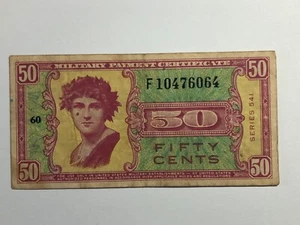 MILITARY PAYMENT CERTIFICATE
50
50
F10476064
60
50
SERIES 541
FIFTY
CENTS
50
50